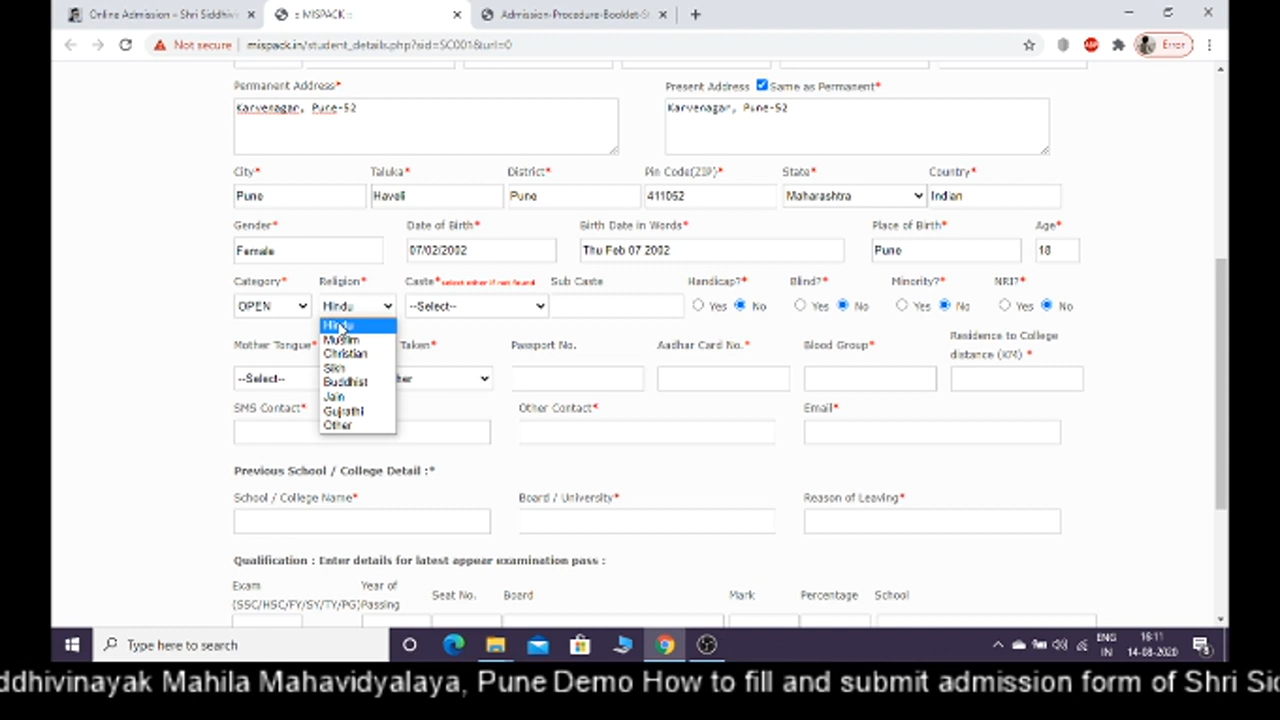 Online Admission – Shri Siddhivi
:: MISPACK ::
Admission-Procedure-Booklet-S
Not secure
mispack.in/student_details.php?sid=SC001&url=0
Error
Permanent Address*
Present Address Same as Permanent*
Karvenagar, Pune-52
Karvenagar, Pune-52
City* Taluka* District* Pin Code(ZIP)* State* Country*
Pune Haveli Pune 411052 Maharashtra Indian
Gender* Date of Birth* Birth Date in Words* Place of Birth* Age*
Female 07/02/2002 Thu Feb 07 2002 Pune 18
Category* Religion* Caste* select other if not found Sub Caste Handicap?* Blind?* Minority?* NRI?*
OPEN Hindu --Select-- Yes No Yes No Yes No Yes No
Hindu
Muslim
Christian
Sikh
Buddhist
Jain
Gujrathi
Other
Mother Tongue* Taken* Passport No. Aadhar Card No.* Blood Group* Residence to College distance (KM) *
--Select-- her
SMS Contact* Other Contact* Email*
Previous School / College Detail :*
School / College Name* Board / University* Reason of Leaving*
Qualification : Enter details for latest appear examination pass :
Exam (SSC/HSC/FY/SY/TY/PG) Year of Passing Seat No. Board Mark Percentage School
Type here to search
ENG
IN
16:11
14-08-2020
ddhivinayak Mahila Mahavidyalaya, Pune Demo How to fill and submit admission form of Shri Sid